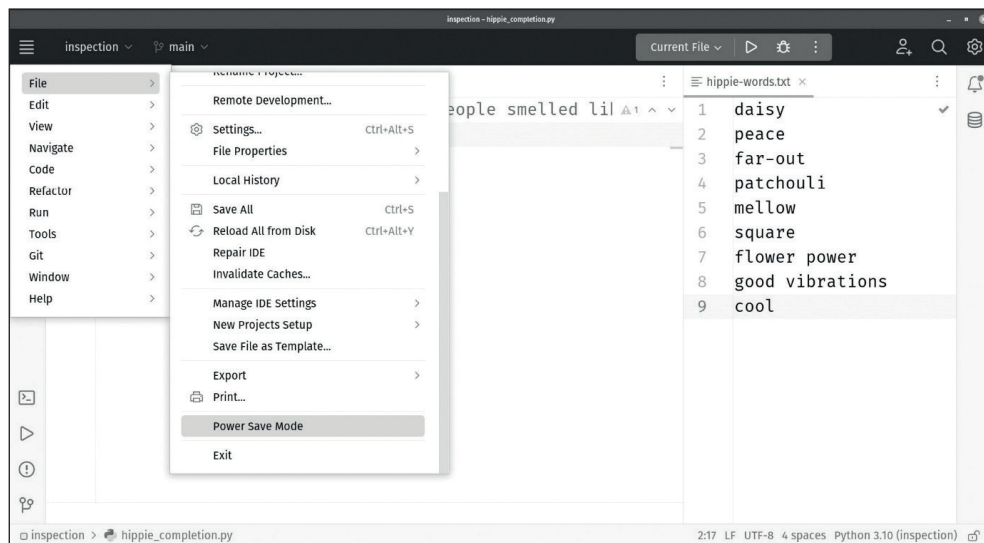 inspection – hippie_completion.py
inspection main Current File
File
Edit
View
Navigate
Code
Refactor
Run
Tools
Git
Window
Help
Remote Development...
Settings... Ctrl+Alt+S
File Properties
Local History
Save All Ctrl+S
Reload All from Disk Ctrl+Alt+Y
Repair IDE
Invalidate Caches...
Manage IDE Settings
New Projects Setup
Save File as Template...
Export
Print...
Power Save Mode
Exit
eople smelled li 1
hippie-words.txt
1 daisy
2 peace
3 far-out
4 patchouli
5 mellow
6 square
7 flower power
8 good vibrations
9 cool
inspection > hippie_completion.py 2:17 LF UTF-8 4 spaces Python 3.10 (inspection)